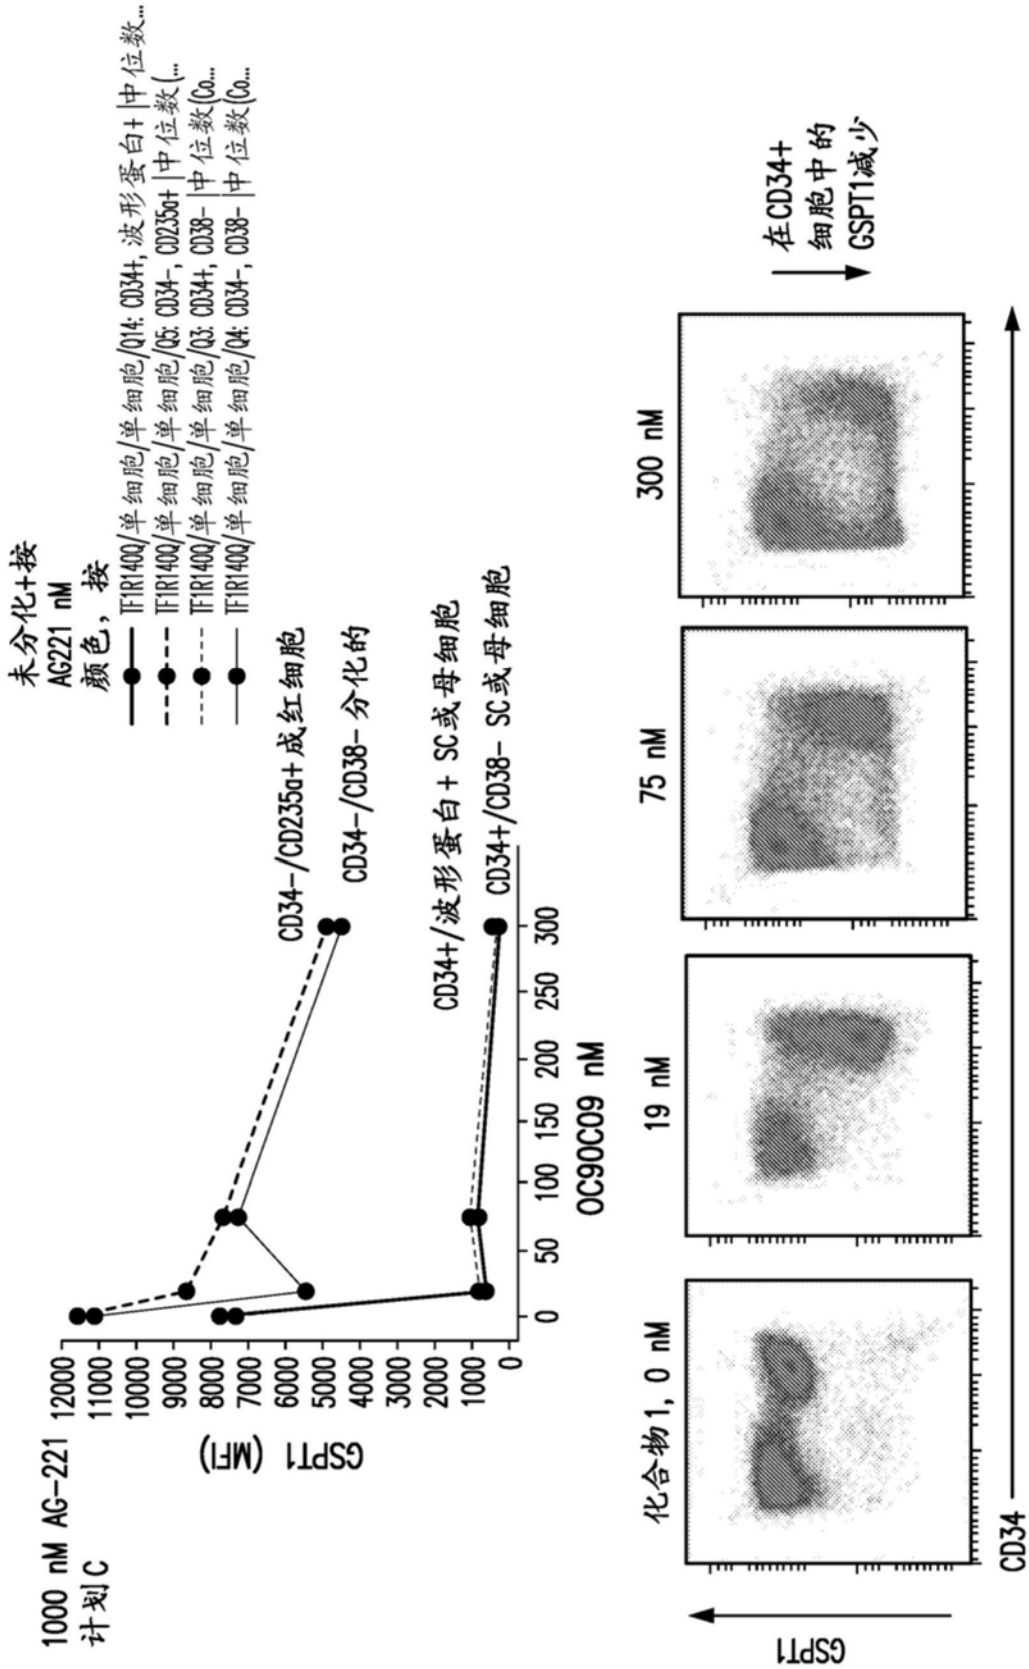 1000 nM AG-221
计划C
未分化+按
AG221 nM
颜色，按
TF1R140Q/单细胞/单细胞/Q14: CD34+, 波形蛋白+ |中位数...
TF1R140Q/单细胞/单细胞/Q5: CD34-, CD235a+ |中位数(...
TF1R140Q/单细胞/单细胞/Q3: CD34+, CD38- |中位数(Co...
TF1R140Q/单细胞/单细胞/Q4: CD34-, CD38- |中位数(Co...
GSPT1 (MFI)
12000
11000
10000
9000
8000
7000
6000
5000
4000
3000
2000
1000
0
CD34-/CD235a+成红细胞
CD34-/CD38-分化的
CD34+/波形蛋白+ SC或母细胞
CD34+/CD38- SC或母细胞
0 50 100 150 200 250 300
OC90C09 nM
化合物1, 0 nM
19 nM
75 nM
300 nM
在CD34+
细胞中的
GSPT1减少
GSPT1
CD34